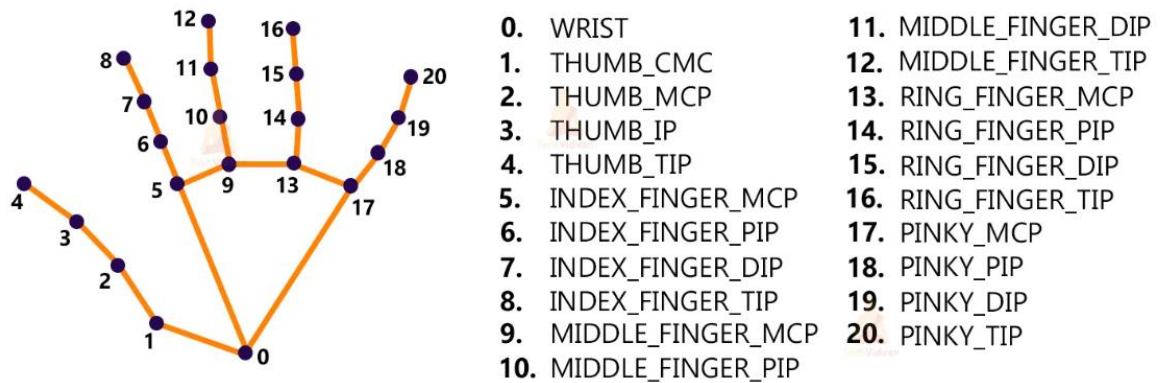 12
16
8
11
15
20
7
10
14
6
19
18
5
9
13
17
4
3
2
1
0
0. WRIST
1. THUMB_CMC
2. THUMB_MCP
3. THUMB_IP
4. THUMB_TIP
5. INDEX_FINGER_MCP
6. INDEX_FINGER_PIP
7. INDEX_FINGER_DIP
8. INDEX_FINGER_TIP
9. MIDDLE_FINGER_MCP
10. MIDDLE_FINGER_PIP
11. MIDDLE_FINGER_DIP
12. MIDDLE_FINGER_TIP
13. RING_FINGER_MCP
14. RING_FINGER_PIP
15. RING_FINGER_DIP
16. RING_FINGER_TIP
17. PINKY_MCP
18. PINKY_PIP
19. PINKY_DIP
20. PINKY_TIP